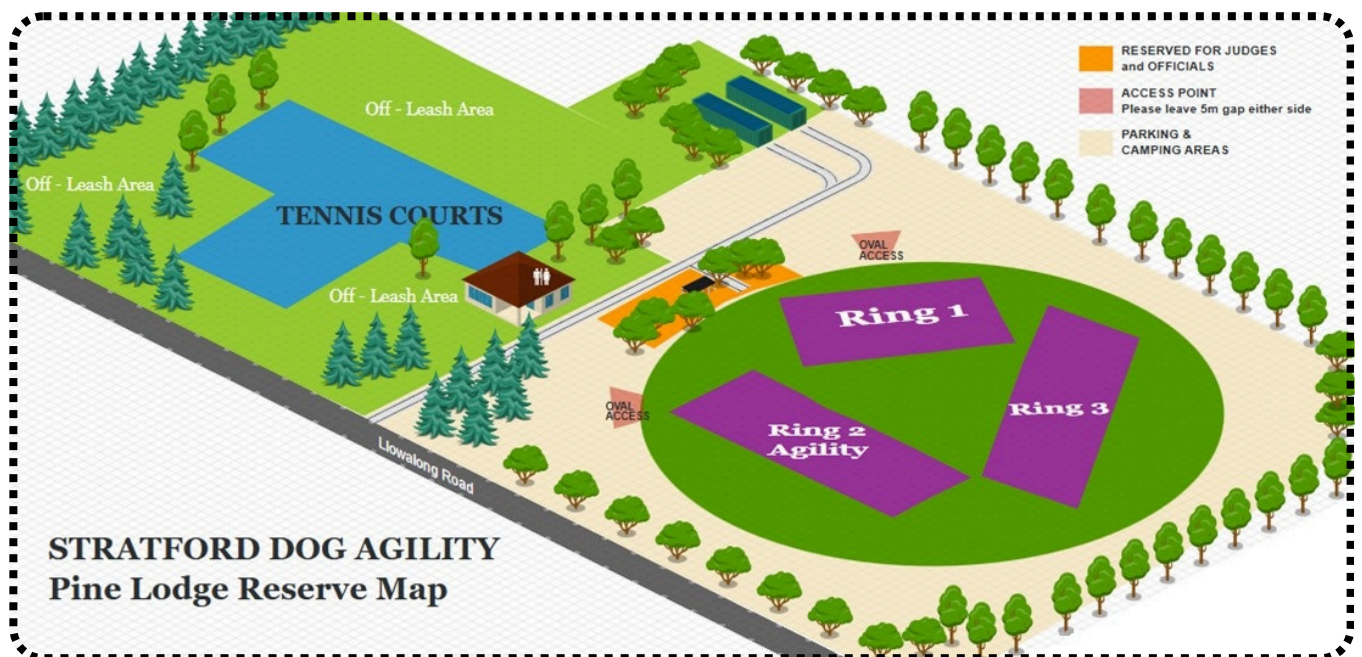 RESERVED FOR JUDGES
and OFFICIALS
ACCESS POINT
Please leave 5m gap either side
PARKING &
CAMPING AREAS
Off - Leash Area
Off - Leash Area
TENNIS COURTS
Off - Leash Area
OVAL
ACCESS
Ring 1
OVAL
ACCESS
Ring 3
Ring 2
Agility
Llowalong Road
STRATFORD DOG AGILITY
Pine Lodge Reserve Map